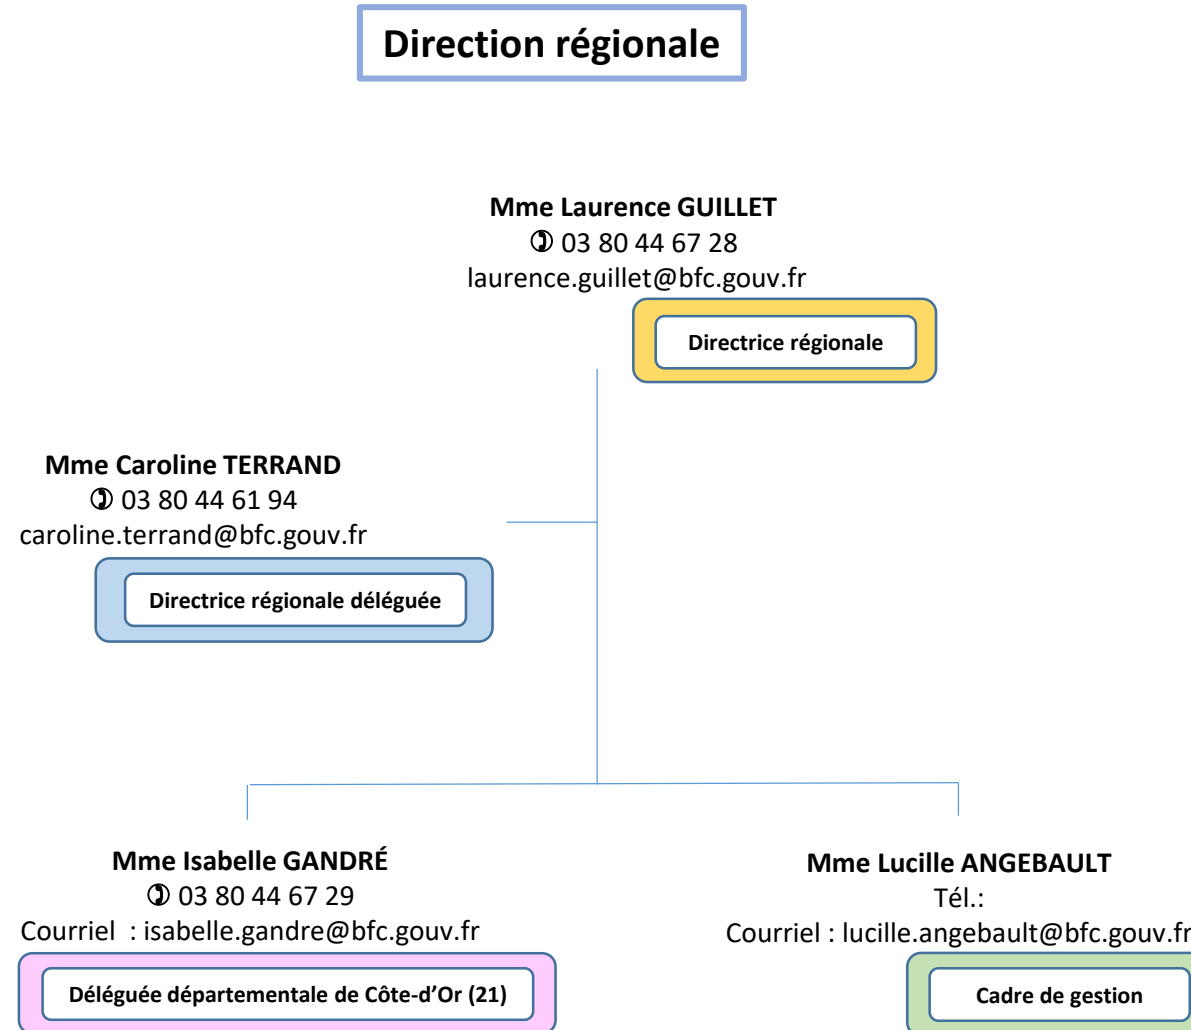 Direction régionale
Mme Laurence GUILLET
✆ 03 80 44 67 28
laurence.guillet@bfc.gouv.fr
Directrice régionale
Mme Caroline TERRAND
✆ 03 80 44 61 94
caroline.terrand@bfc.gouv.fr
Directrice régionale déléguée
Mme Isabelle GANDRÉ
✆ 03 80 44 67 29
Courriel : isabelle.gandre@bfc.gouv.fr
Déléguée départementale de Côte-d’Or (21)
Mme Lucille ANGEBAULT
Tél.:
Courriel : lucille.angebault@bfc.gouv.fr
Cadre de gestion